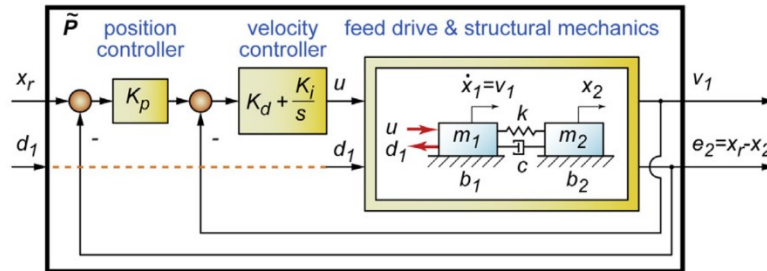 P̃
position controller
velocity controller
feed drive & structural mechanics
x_r
-
K_p
-
K_d + K_i/s
u
ẋ_1=v_1
x_2
k
u
d_1
m_1
m_2
c
b_1
b_2
v_1
d_1
d_1
e_2=x_r-x_2